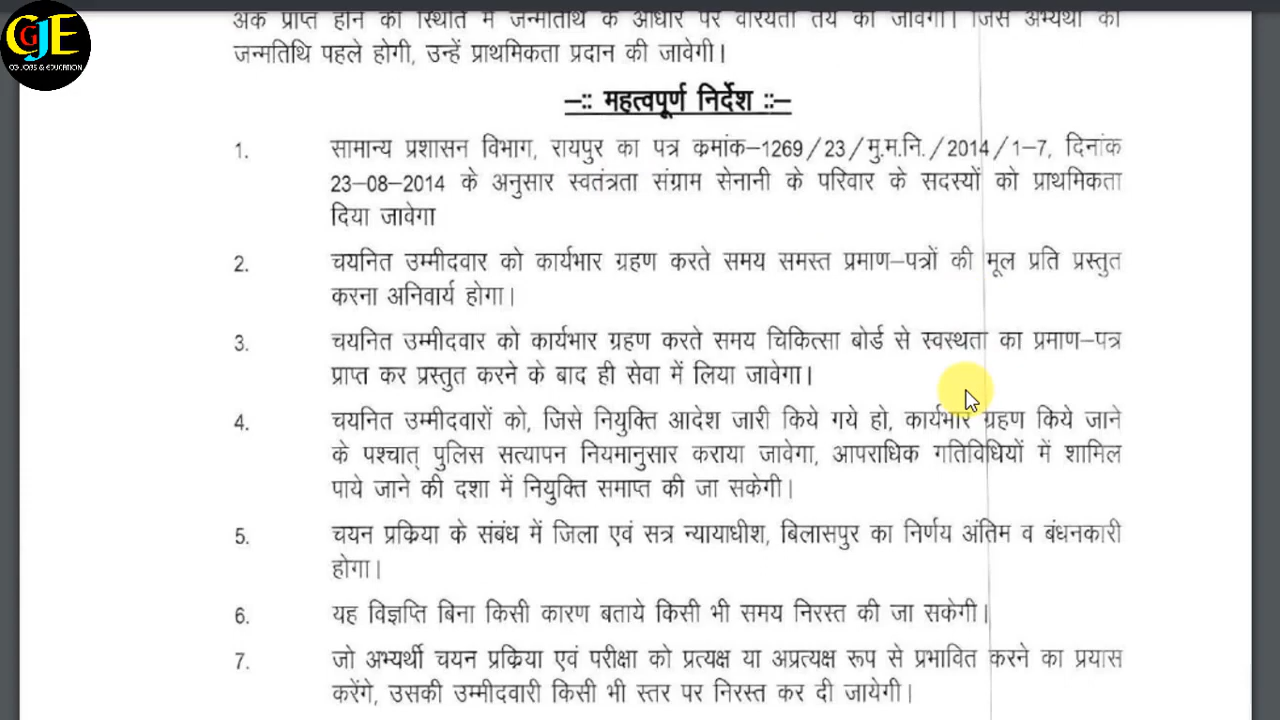 अंक प्राप्त होने की स्थिति में जन्मतिथि के आधार पर वरियता तय की जावेगी। जिस अभ्यर्थी की
जन्मतिथि पहले होगी, उन्हें प्राथमिकता प्रदान की जावेगी।
CGJE
CG JOBS & EDUCATION
–:: महत्वपूर्ण निर्देश ::–
1. सामान्य प्रशासन विभाग, रायपुर का पत्र क्रमांक–1269/23/मु.म.नि./2014/1–7, दिनांक
23–08–2014 के अनुसार स्वतंत्रता संग्राम सेनानी के परिवार के सदस्यों को प्राथमिकता
दिया जावेगा
2. चयनित उम्मीदवार को कार्यभार ग्रहण करते समय समस्त प्रमाण–पत्रों की मूल प्रति प्रस्तुत
करना अनिवार्य होगा।
3. चयनित उम्मीदवार को कार्यभार ग्रहण करते समय चिकित्सा बोर्ड से स्वस्थता का प्रमाण–पत्र
प्राप्त कर प्रस्तुत करने के बाद ही सेवा में लिया जावेगा।
4. चयनित उम्मीदवारों को, जिसे नियुक्ति आदेश जारी किये गये हो, कार्यभार ग्रहण किये जाने
के पश्चात् पुलिस सत्यापन नियमानुसार कराया जावेगा, आपराधिक गतिविधियों में शामिल
पाये जाने की दशा में नियुक्ति समाप्त की जा सकेगी।
5. चयन प्रक्रिया के संबंध में जिला एवं सत्र न्यायाधीश, बिलासपुर का निर्णय अंतिम व बंधनकारी
होगा।
6. यह विज्ञप्ति बिना किसी कारण बताये किसी भी समय निरस्त की जा सकेगी।
7. जो अभ्यर्थी चयन प्रक्रिया एवं परीक्षा को प्रत्यक्ष या अप्रत्यक्ष रूप से प्रभावित करने का प्रयास
करेंगे, उसकी उम्मीदवारी किसी भी स्तर पर निरस्त कर दी जायेगी।